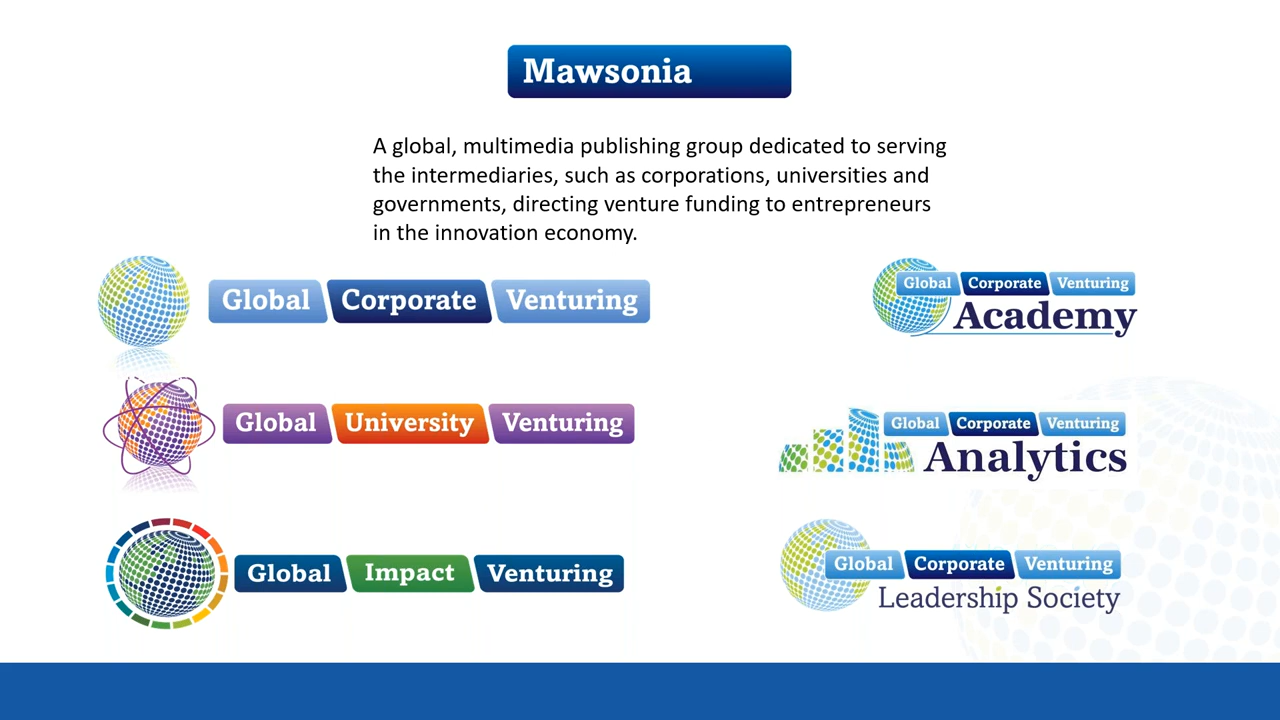 Mawsonia
A global, multimedia publishing group dedicated to serving
the intermediaries, such as corporations, universities and
governments, directing venture funding to entrepreneurs
in the innovation economy.
Global Corporate Venturing
Global University Venturing
Global Impact Venturing
Global Corporate Venturing
Academy
Global Corporate Venturing
Analytics
Global Corporate Venturing
Leadership Society